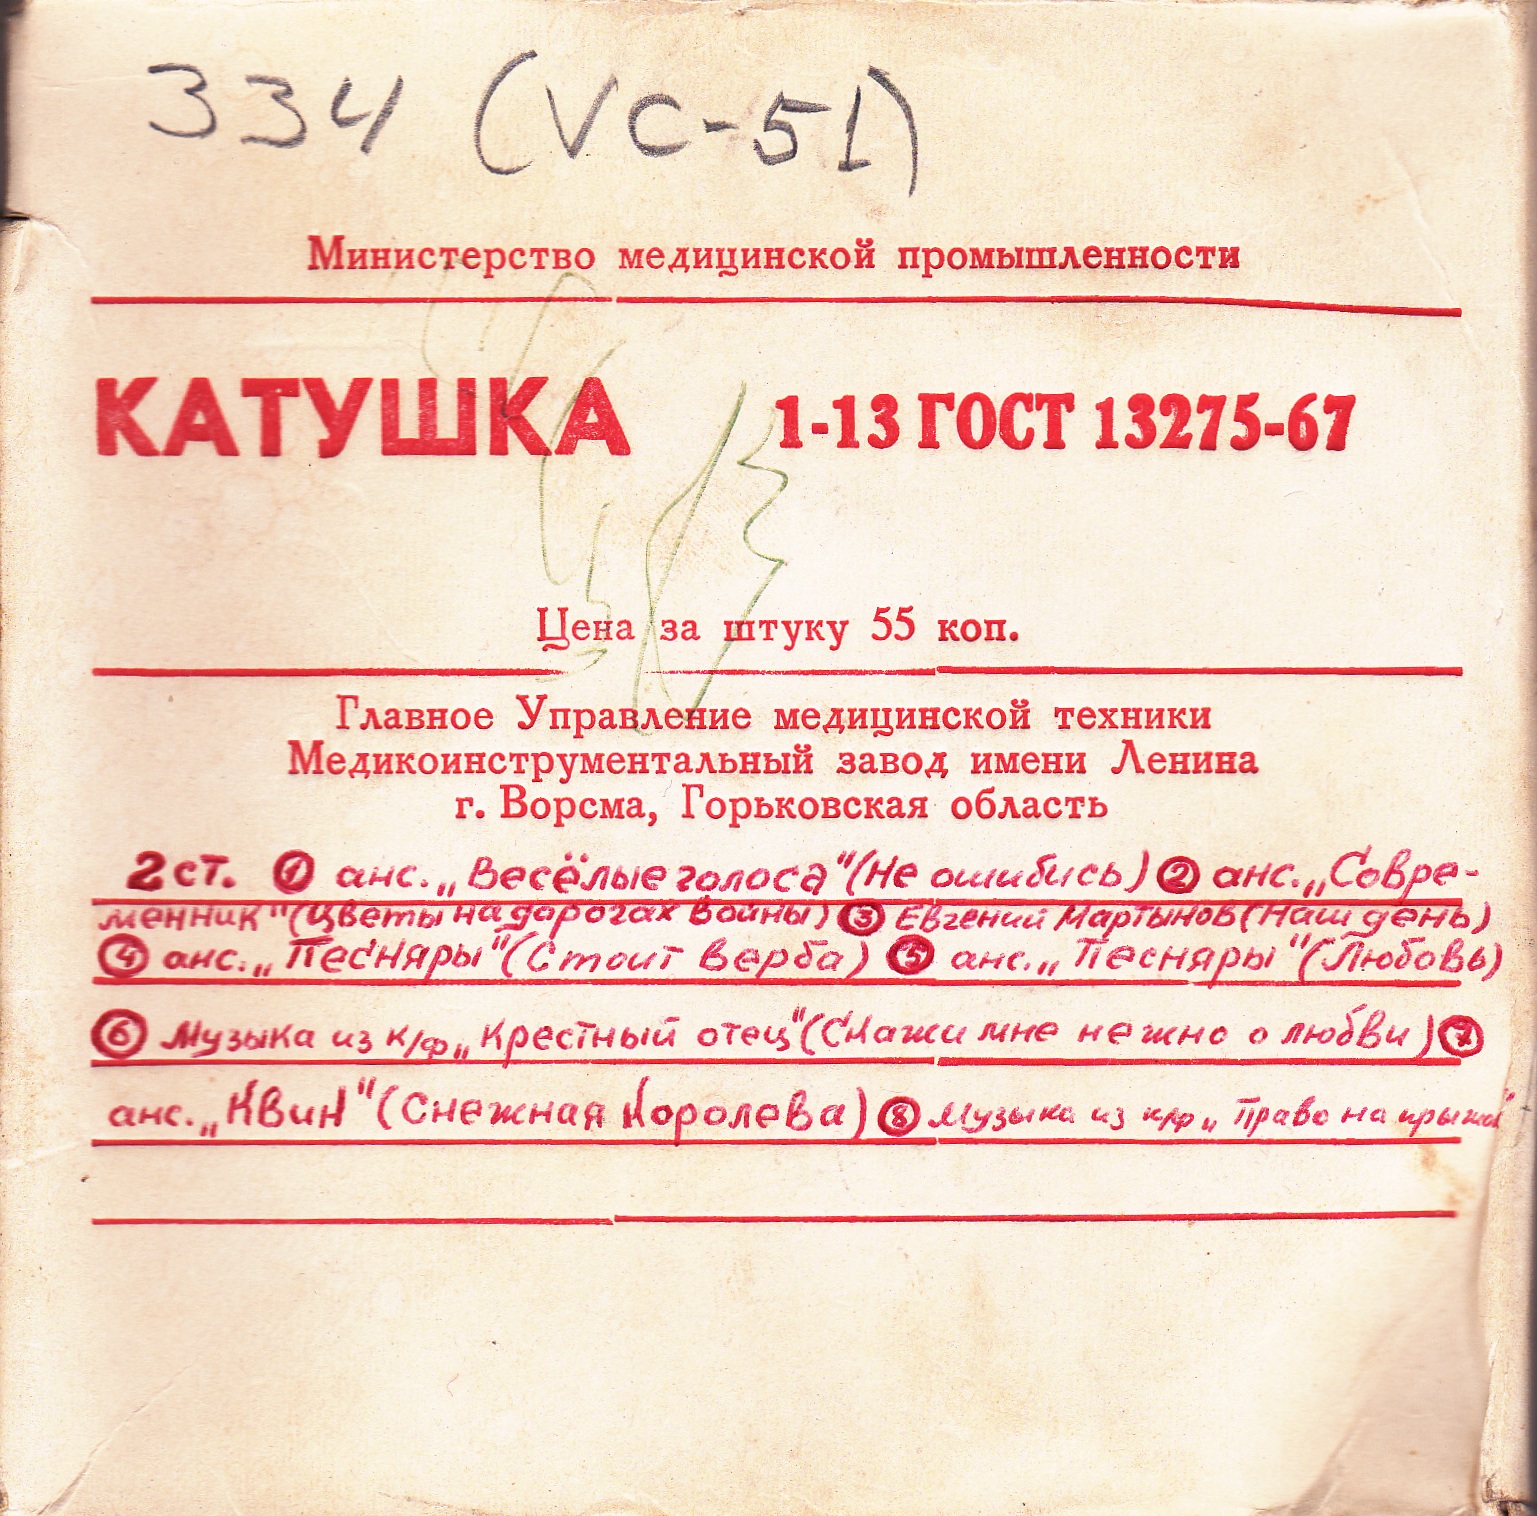 334 (VC-51)
Министерство медицинской промышленности
КАТУШКА 1-13 ГОСТ 13275-67
Цена за штуку 55 коп.
Главное Управление медицинской техники
Медикоинструментальный завод имени Ленина
г. Ворсма, Горьковская область
2 ст. ① анс. „Весёлые голоса" (Не ошибись) ② анс. „Совре-
менник" (Цветы на дорогах войны) ③ Евгений Мартынов (Наш день)
④ анс. „Песняры" (Стоит верба) ⑤ анс. „Песняры" (Любовь)
⑥ Музыка из к/ф „Крестный отец" (Скажи мне нежно о любви) ⑦
анс. „Квин" (Снежная Королева) ⑧ Музыка из к/ф „Право на прыжок"